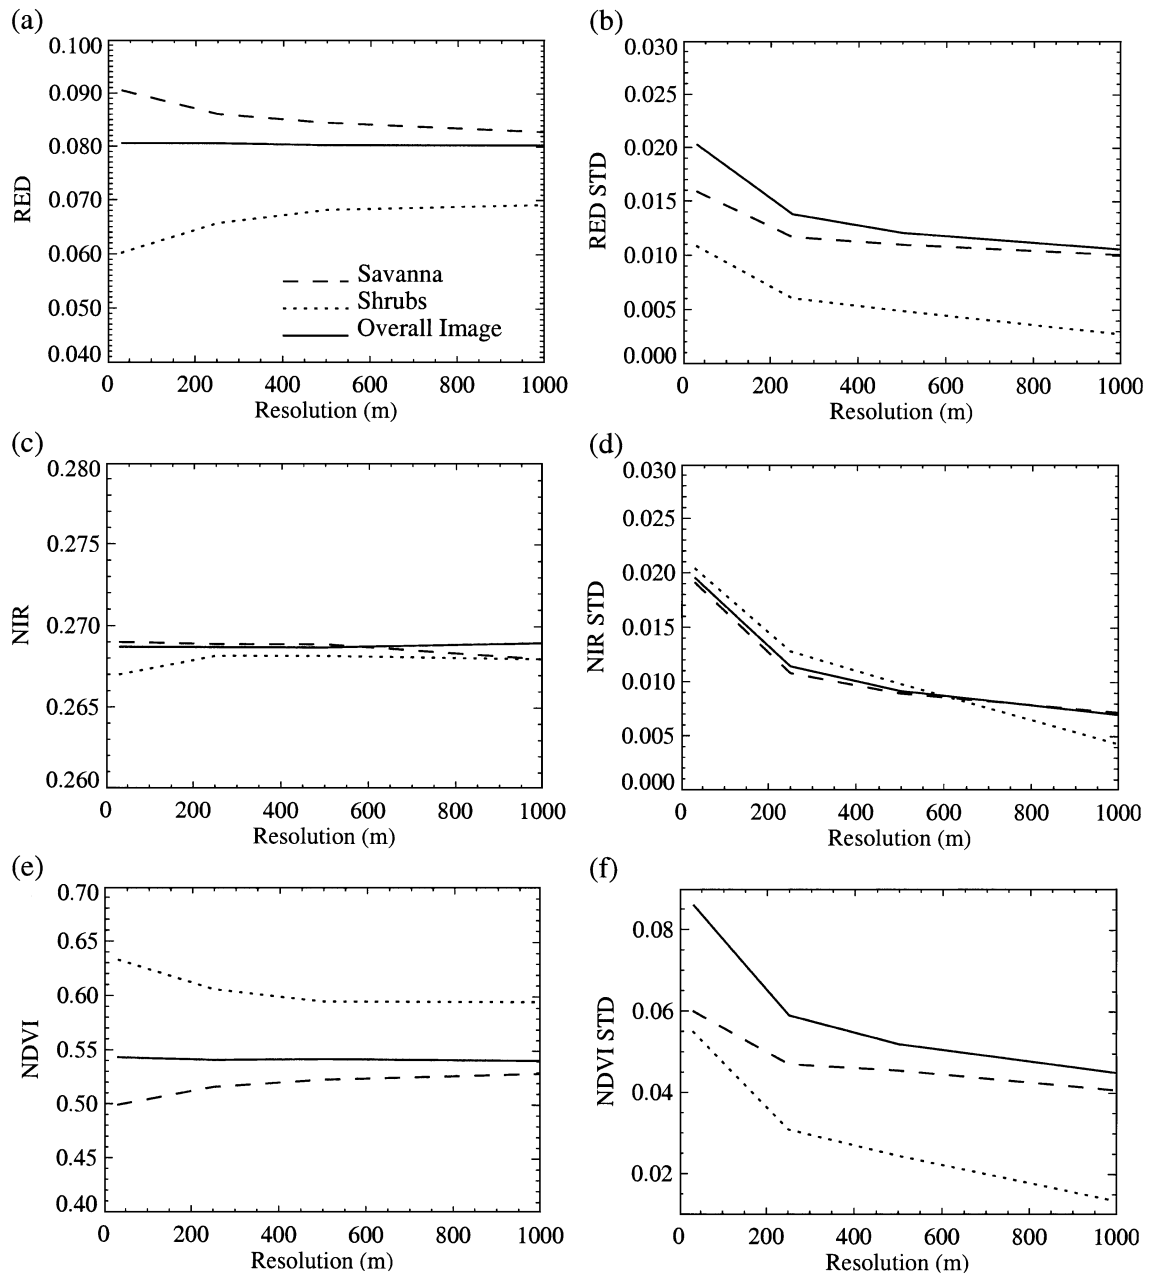 (a)
0.100
0.090
0.080
0.070
0.060
0.050
0.040
RED
Savanna
Shrubs
Overall Image
0 200 400 600 800 1000
Resolution (m)
(b)
0.030
0.025
0.020
0.015
0.010
0.005
0.000
RED STD
0 200 400 600 800 1000
Resolution (m)
(c)
0.280
0.275
0.270
0.265
0.260
NIR
0 200 400 600 800 1000
Resolution (m)
(d)
0.030
0.025
0.020
0.015
0.010
0.005
0.000
NIR STD
0 200 400 600 800 1000
Resolution (m)
(e)
0.70
0.65
0.60
0.55
0.50
0.45
0.40
NDVI
0 200 400 600 800 1000
Resolution (m)
(f)
0.08
0.06
0.04
0.02
NDVI STD
0 200 400 600 800 1000
Resolution (m)